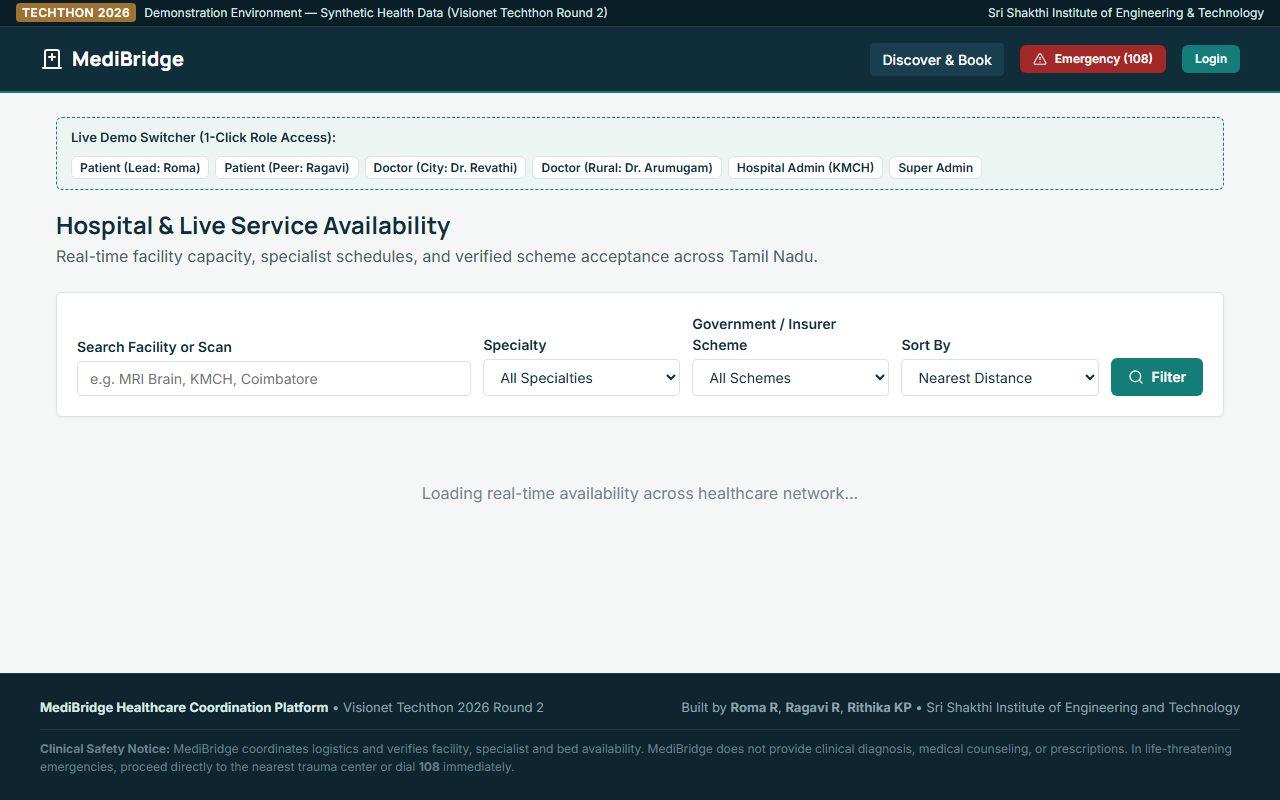 TECHTHON 2026 Demonstration Environment — Synthetic Health Data (Visionet Techthon Round 2) Sri Shakthi Institute of Engineering & Technology
MediBridge Discover & Book Emergency (108) Login
Live Demo Switcher (1-Click Role Access):
Patient (Lead: Roma) Patient (Peer: Ragavi) Doctor (City: Dr. Revathi) Doctor (Rural: Dr. Arumugam) Hospital Admin (KMCH) Super Admin
Hospital & Live Service Availability
Real-time facility capacity, specialist schedules, and verified scheme acceptance across Tamil Nadu.
Search Facility or Scan
e.g. MRI Brain, KMCH, Coimbatore
Specialty
All Specialties
Government / Insurer
Scheme
All Schemes
Sort By
Nearest Distance
Filter
Loading real-time availability across healthcare network...
MediBridge Healthcare Coordination Platform • Visionet Techthon 2026 Round 2
Built by Roma R, Ragavi R, Rithika KP • Sri Shakthi Institute of Engineering and Technology
Clinical Safety Notice: MediBridge coordinates logistics and verifies facility, specialist and bed availability. MediBridge does not provide clinical diagnosis, medical counseling, or prescriptions. In life-threatening
emergencies, proceed directly to the nearest trauma center or dial 108 immediately.